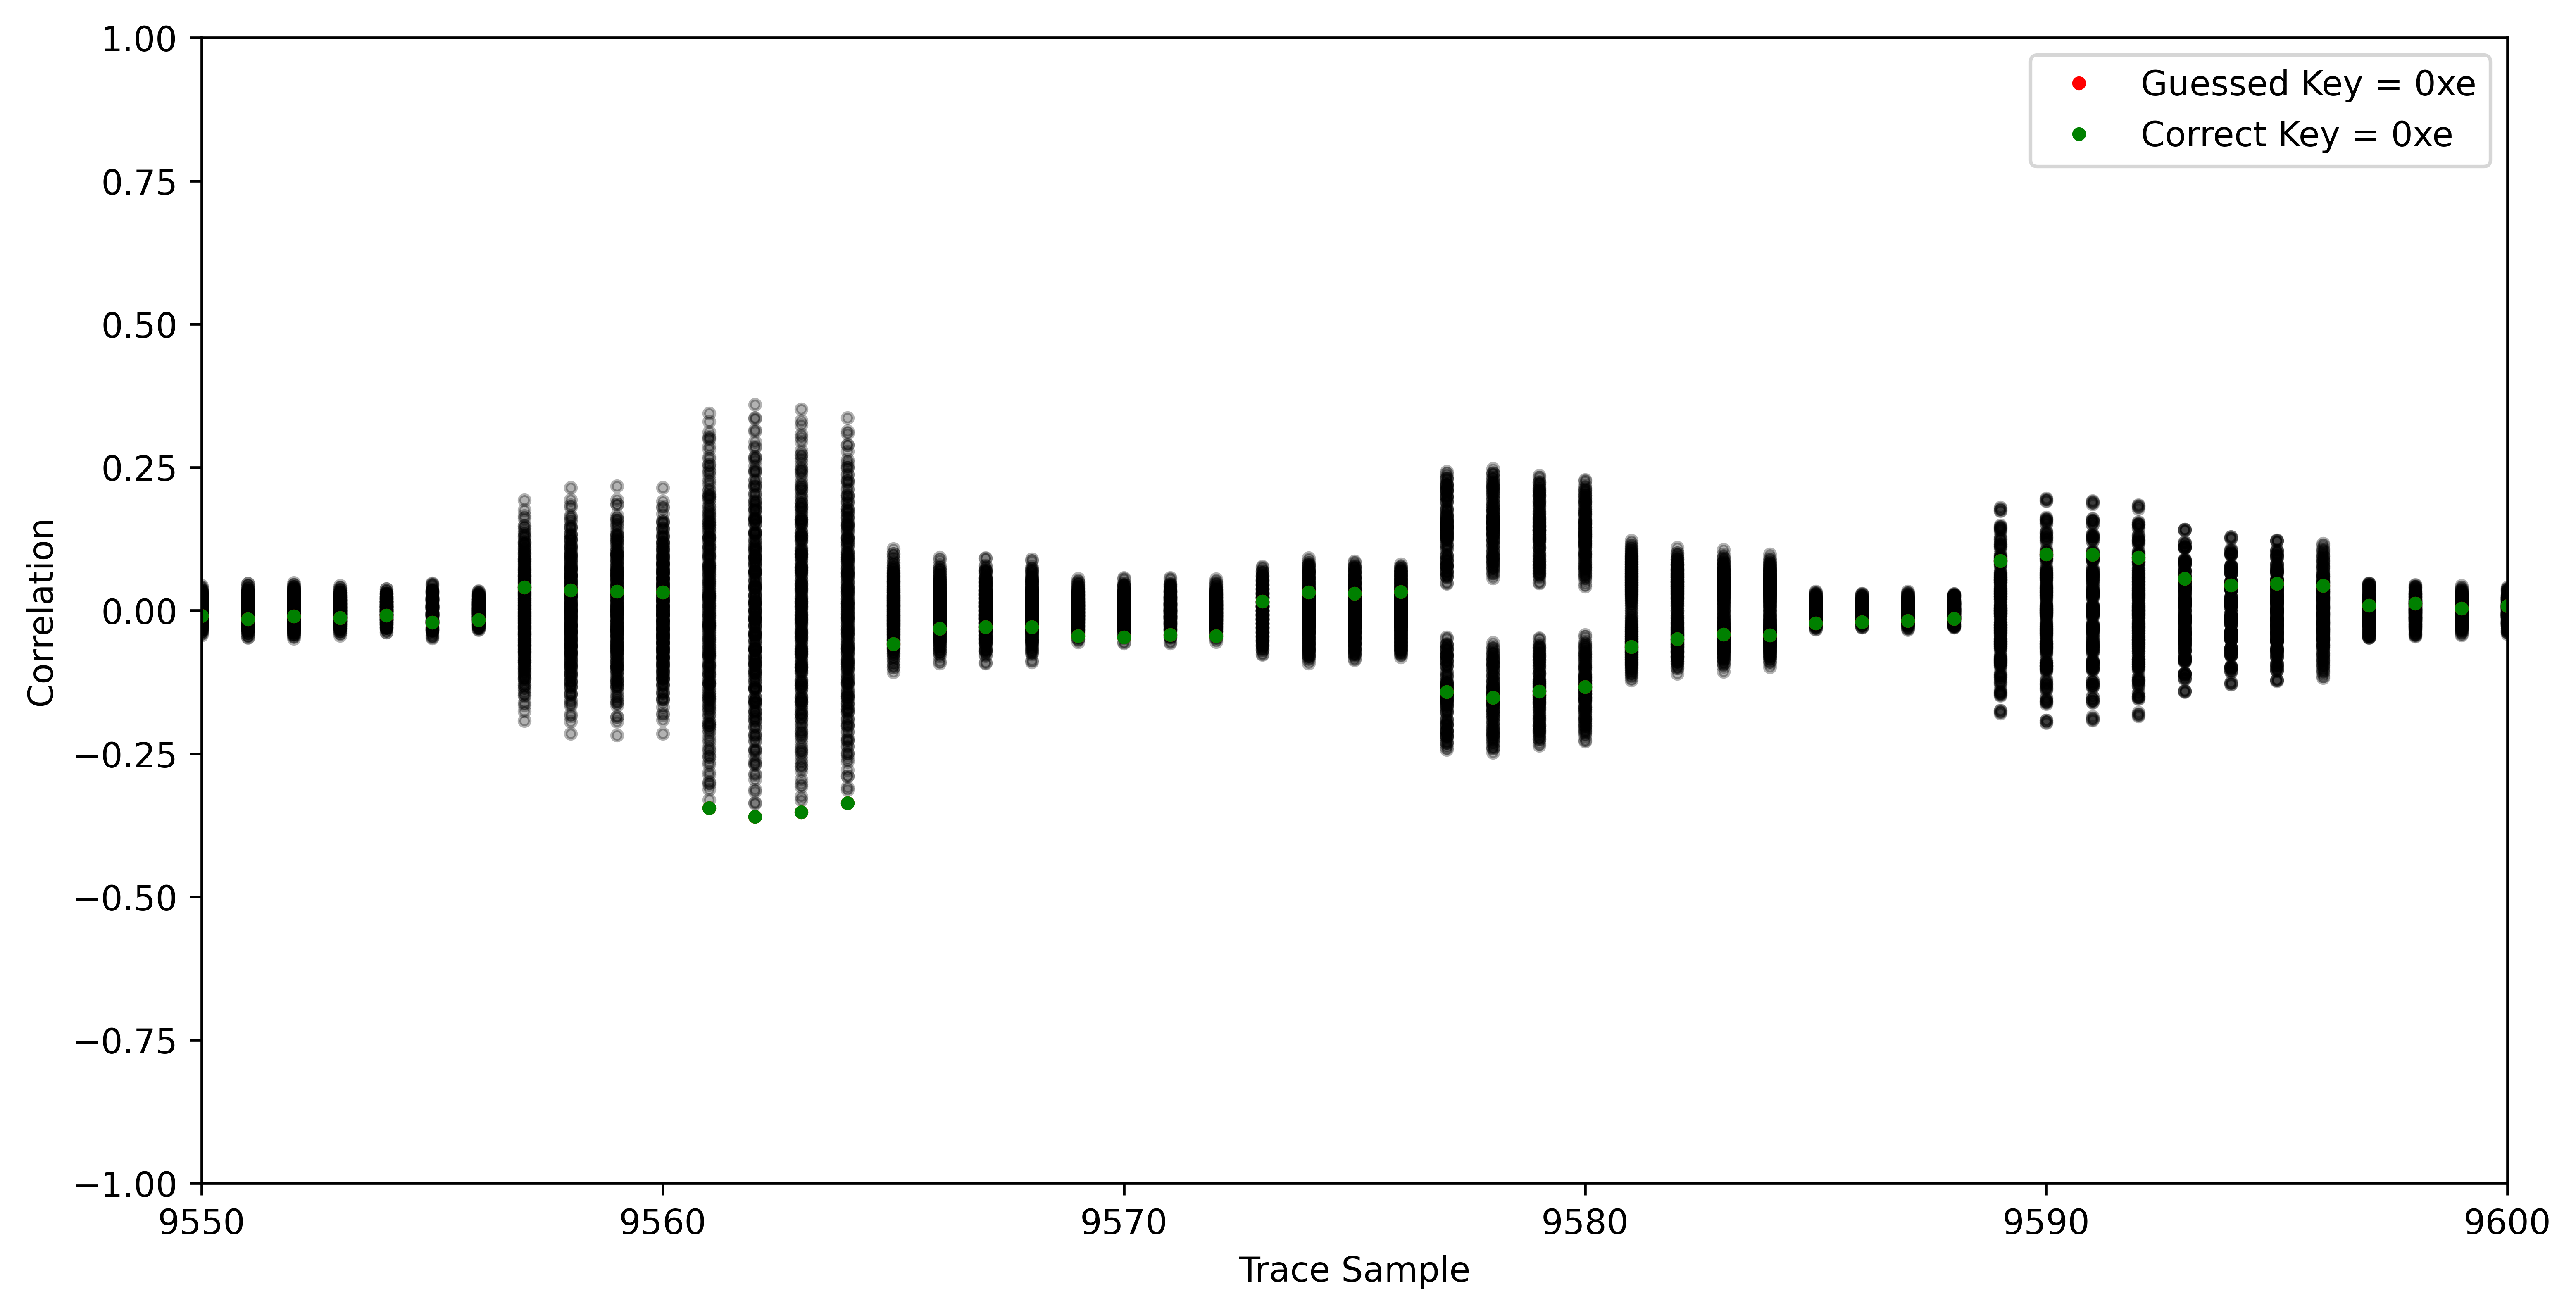 1.00
0.75
0.50
0.25
0.00
−0.25
−0.50
−0.75
−1.00
Correlation
Guessed Key = 0xe
Correct Key = 0xe
9550 9560 9570 9580 9590 9600
Trace Sample